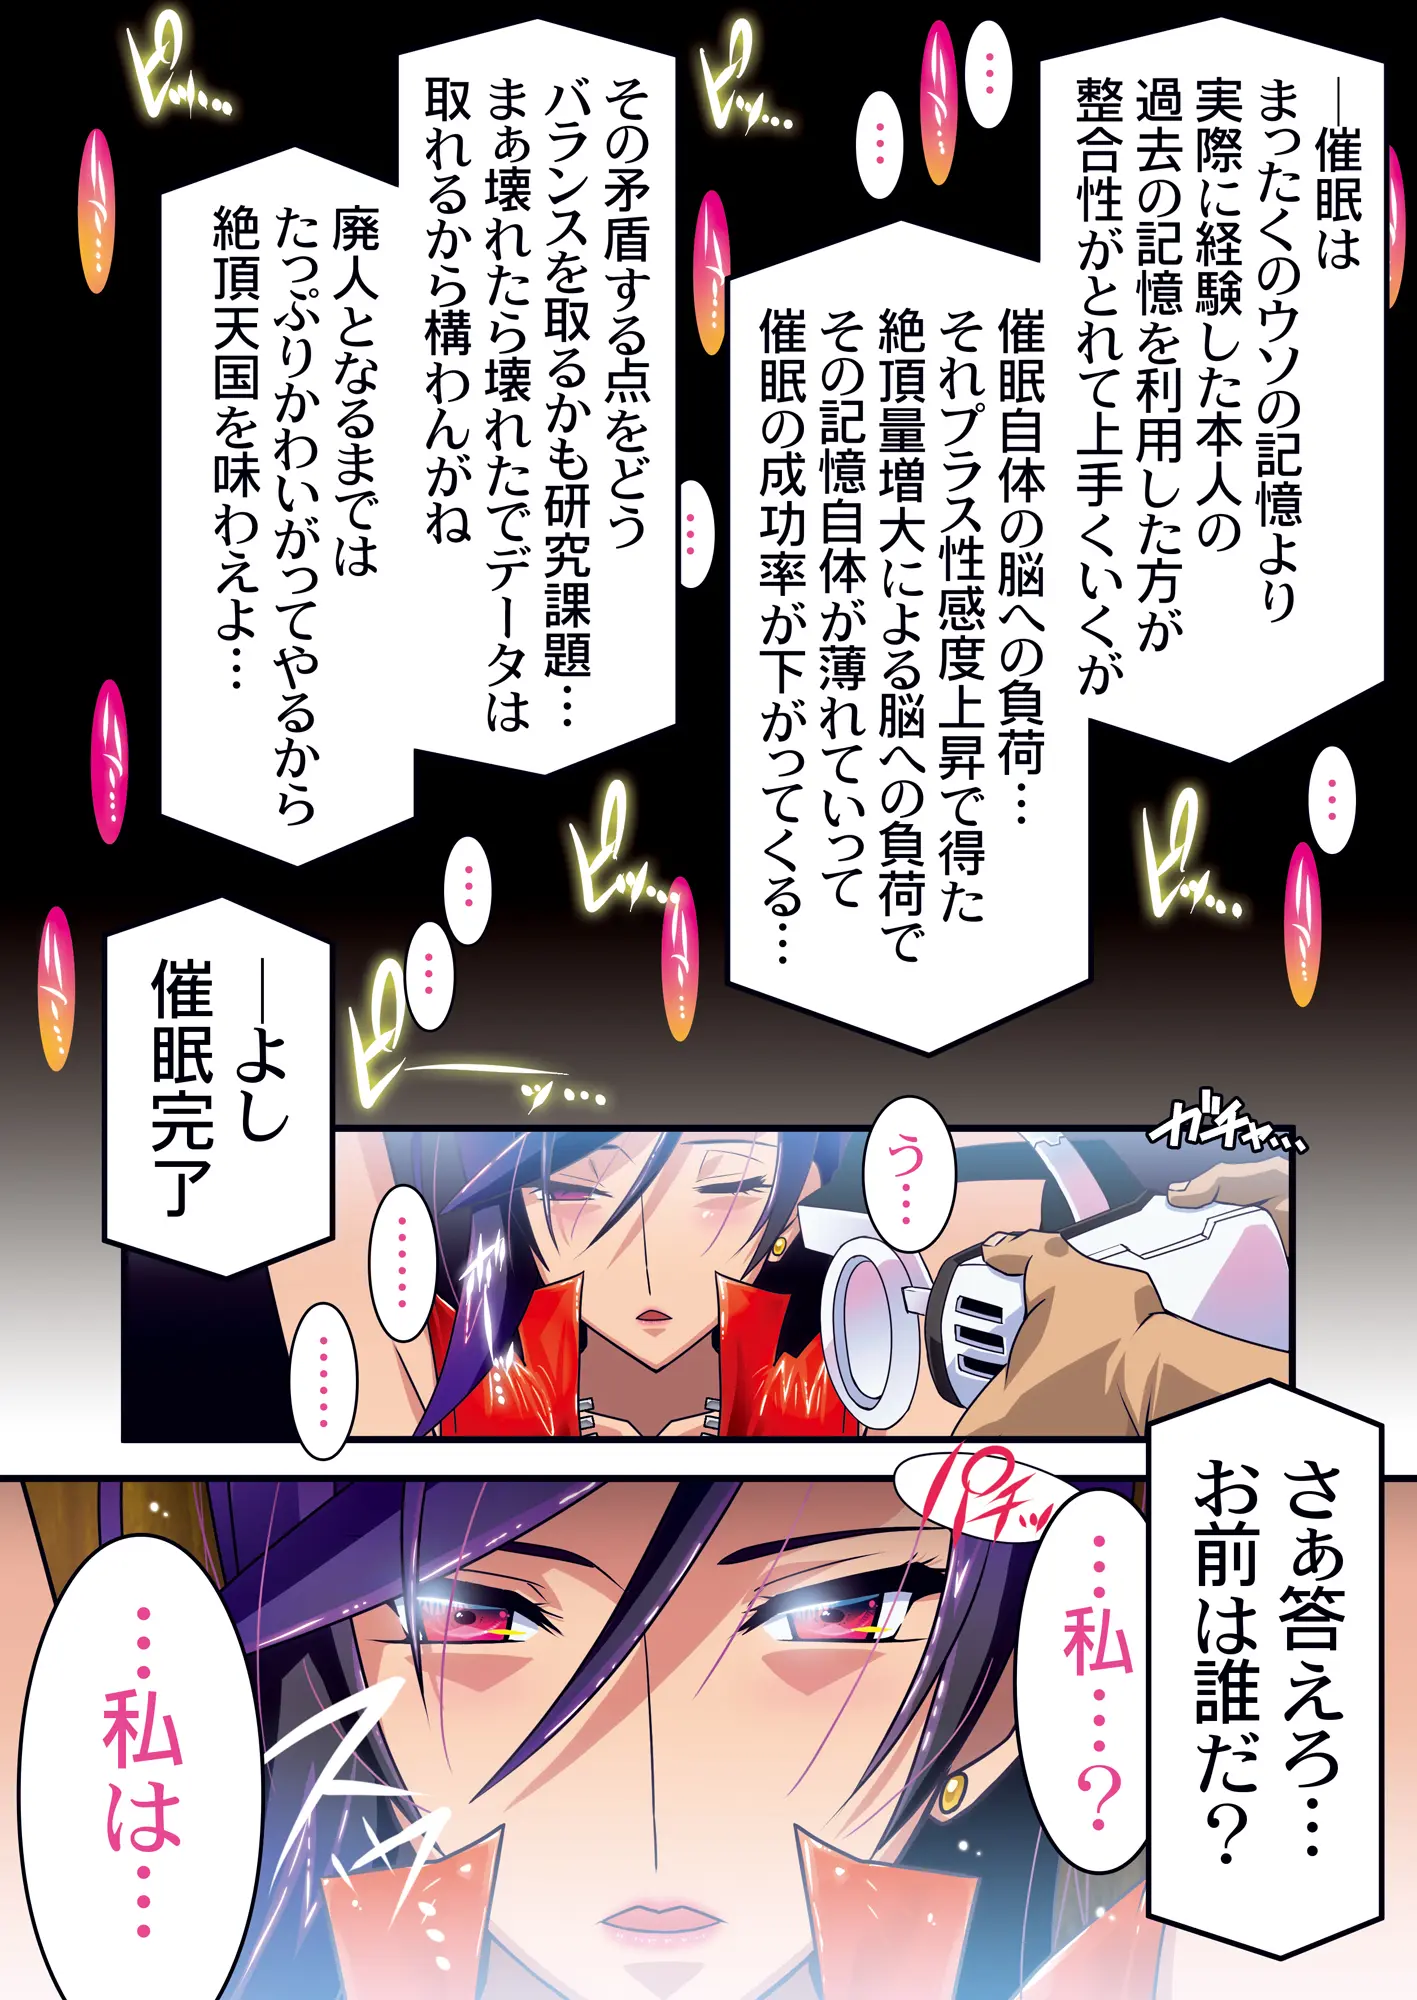 ―催眠は
まったくのウソの記憶より
実際に経験した本人の
過去の記憶を利用した方が
整合性がとれて上手くいくが
催眠自体の脳への負荷…
それプラス性感度上昇で得た
絶頂量増大による脳への負荷で
その記憶自体が薄れていって
催眠の成功率が下がってくる…
その矛盾する点をどう
バランスを取るかも研究課題…
まぁ壊れたら壊れたでデータは
取れるから構わんがね
廃人となるまでは
たっぷりかわいがってやるから
絶頂天国を味わえよ…
…
…
…
…
…
…
ピッ…
ピッ…
ピッ…
ピッ…
ピーッ…
ガチャ…
う…
………
………
―よし
催眠完了
さぁ答えろ…
お前は誰だ?
パチッ
…私…?
…私は…